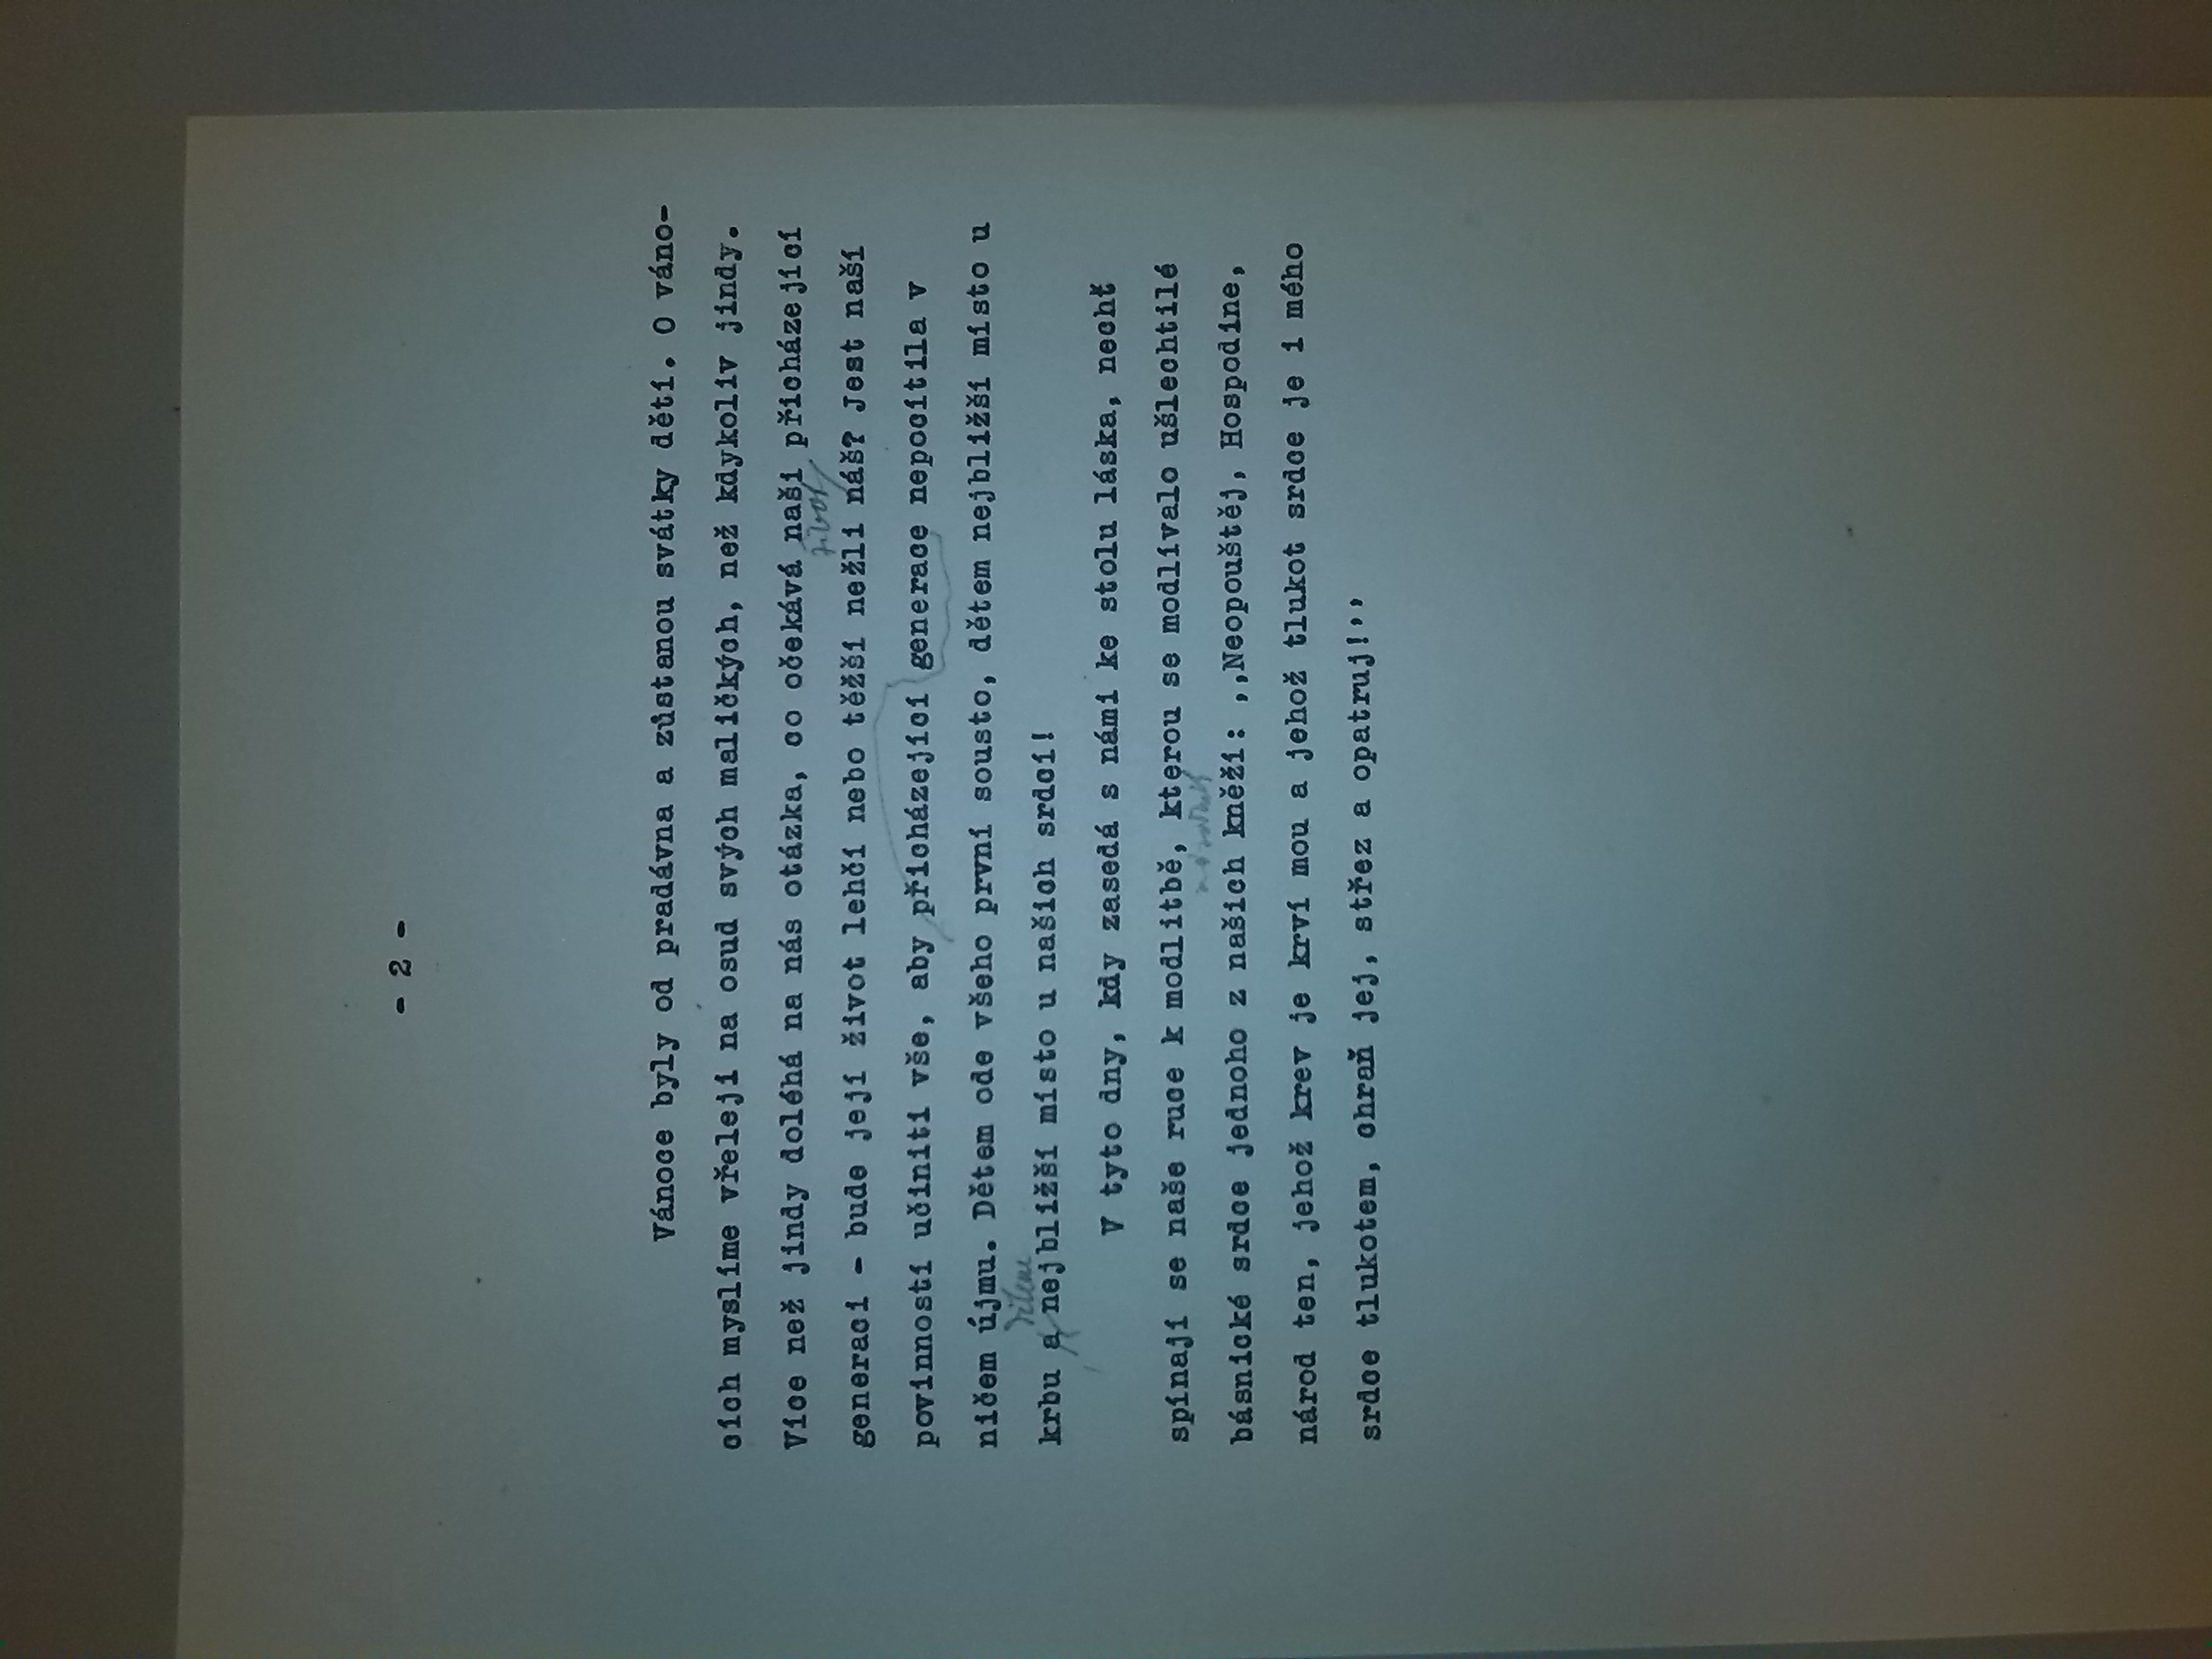 - 2 -
Vánoce byly od pradávna a zůstanou svátky dětí. O váno-
cích myslíme vřeleji na osud svých maličkých, než kdykoliv jindy.
Více než jindy doléhá na nás otázka, co očekává naši přicházející
život
generaci - bude její život lehčí nebo těžší nežli náš? Jest naší
povinností učiniti vše, aby přicházející generace nepocítila v
ničem újmu. Dětem ode všeho první sousto, dětem nejbližší místo u
krbu a nejbližší místo u našich srdcí!
V tyto dny, kdy zasedá s námi ke stolu láska, nechť
spínají se naše ruce k modlitbě, kterou se modlívalo ušlechtilé
básnické srdce jednoho z našich kněží: ,,Neopouštěj, Hospodine,
národ ten, jehož krev je krví mou a jehož tlukot srdce je i mého
srdce tlukotem, chraň jej, střez a opatruj!,,